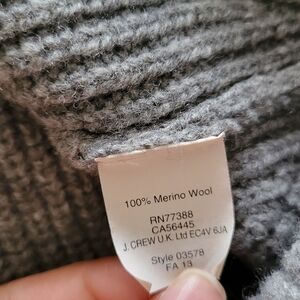 100% Merino Wool
RN77388
CA56445
J. CREW U.K. Ltd EC4V 6JA
Style 03578
FA 13